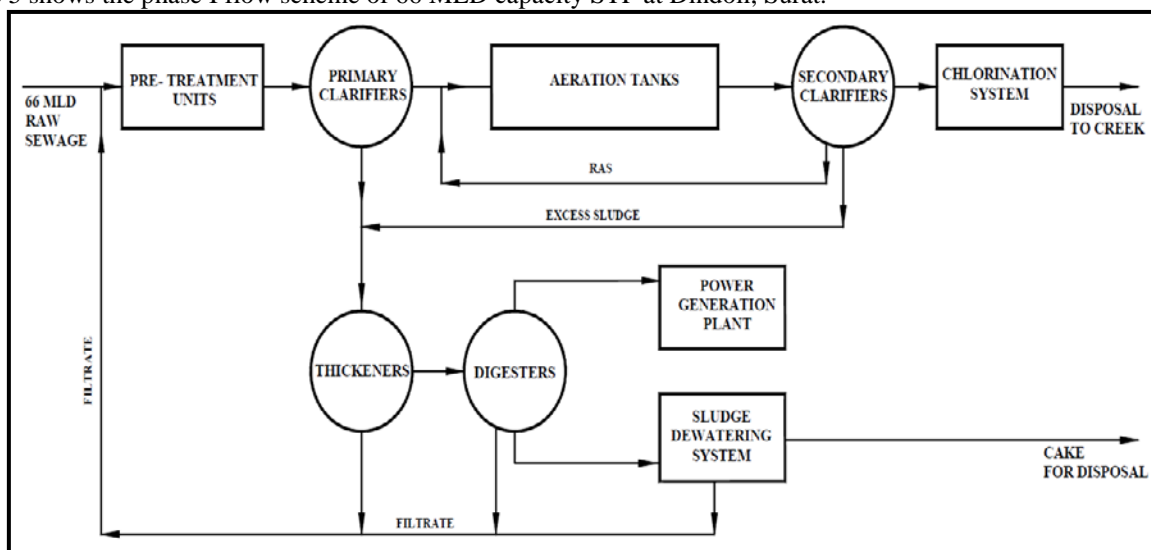 3 shows the phase I flow scheme of 66 MLD capacity STP at Dindoli, Surat.
PRE- TREATMENT
UNITS
PRIMARY
CLARIFIERS
AERATION TANKS
SECONDARY
CLARIFIERS
CHLORINATION
SYSTEM
66 MLD
RAW
SEWAGE
DISPOSAL
TO CREEK
RAS
EXCESS SLUDGE
POWER
GENERATION
PLANT
THICKENERS
DIGESTERS
SLUDGE
DEWATERING
SYSTEM
CAKE
FOR DISPOSAL
FILTRATE
FILTRATE